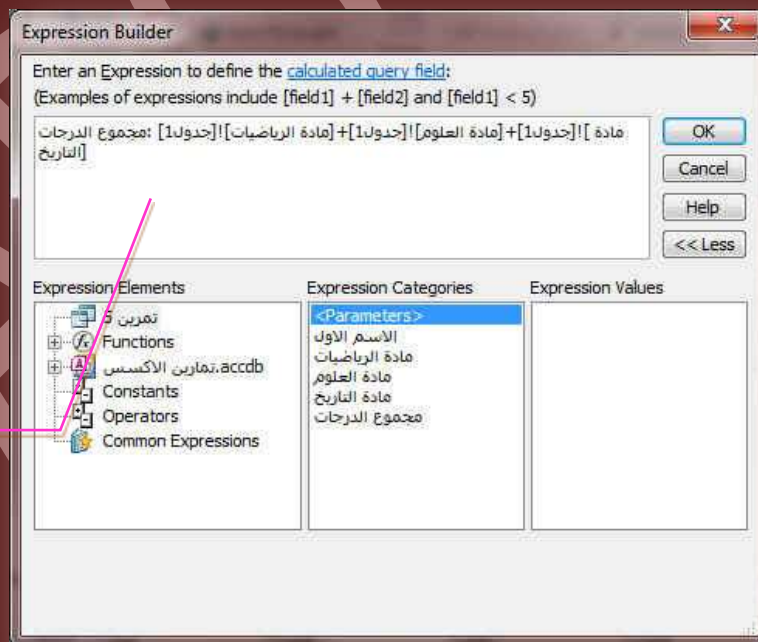 Expression Builder
Enter an Expression to define the calculated query field:
(Examples of expressions include [field1] + [field2] and [field1] < 5)
مجموع الدرجات: [جدول1]![مادة الرياضيات]+[جدول1]![مادة العلوم]+[جدول1]![مادة
التاريخ]
OK
Cancel
Help
<< Less
Expression Elements
تمرين 5
Functions
تمارين الاكسس.accdb
Constants
Operators
Common Expressions
Expression Categories
<Parameters>
الاسم الاول
مادة الرياضيات
مادة العلوم
مادة التاريخ
مجموع الدرجات
Expression Values